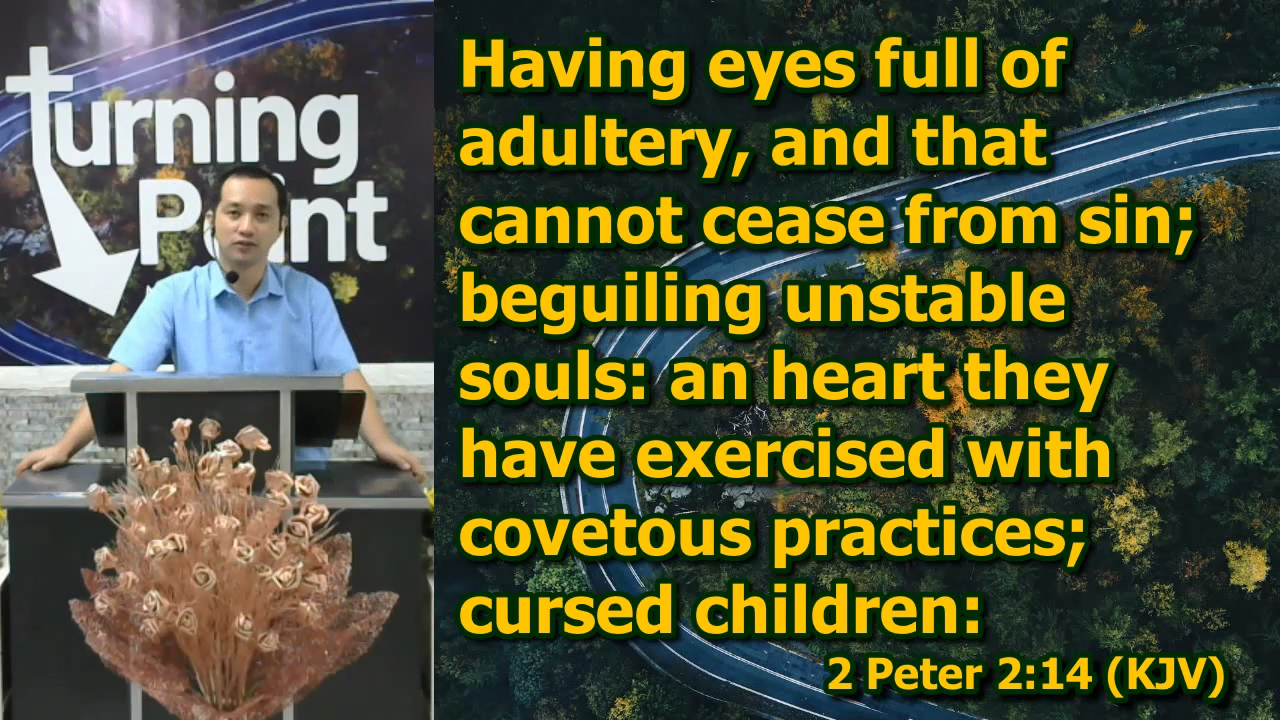 turning
Point
Having eyes full of
adultery, and that
cannot cease from sin;
beguiling unstable
souls: an heart they
have exercised with
covetous practices;
cursed children:
2 Peter 2:14 (KJV)